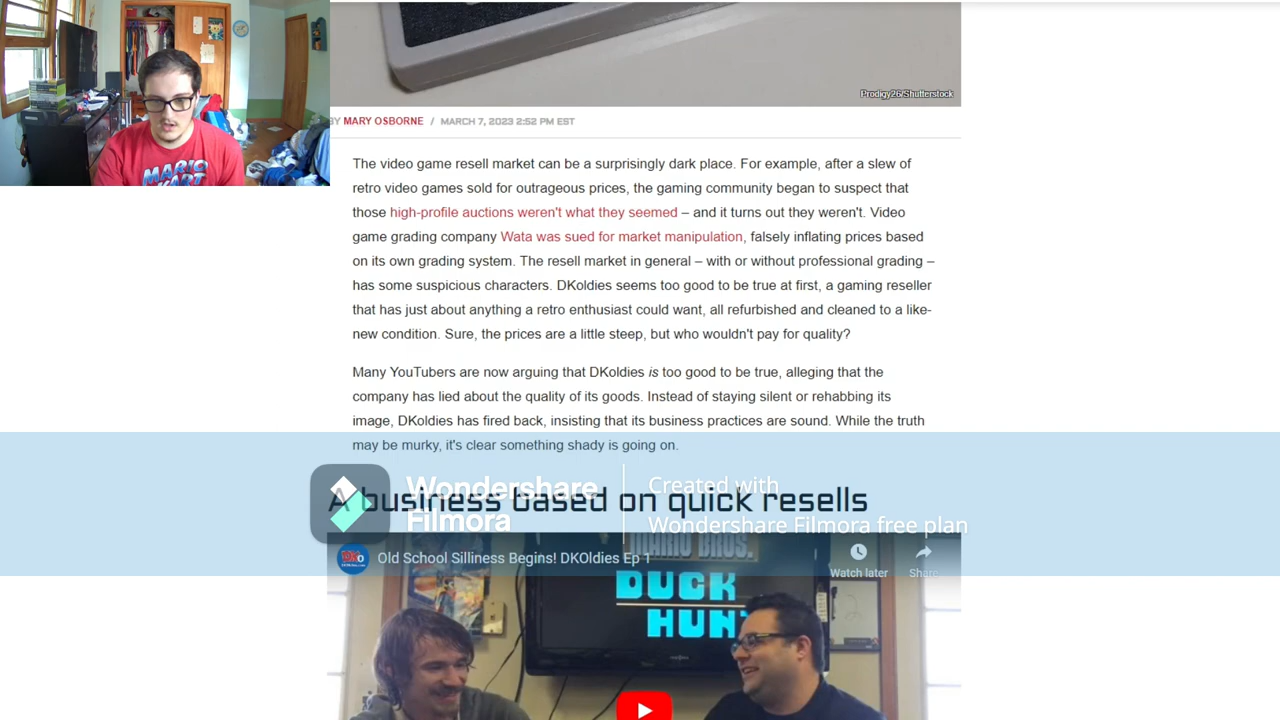 MARIO
KART
Prodigy26/Shutterstock
BY MARY OSBORNE / MARCH 7, 2023 2:52 PM EST
The video game resell market can be a surprisingly dark place. For example, after a slew of
retro video games sold for outrageous prices, the gaming community began to suspect that
those high-profile auctions weren't what they seemed – and it turns out they weren't. Video
game grading company Wata was sued for market manipulation, falsely inflating prices based
on its own grading system. The resell market in general – with or without professional grading –
has some suspicious characters. DKoldies seems too good to be true at first, a gaming reseller
that has just about anything a retro enthusiast could want, all refurbished and cleaned to a like-
new condition. Sure, the prices are a little steep, but who wouldn't pay for quality?
Many YouTubers are now arguing that DKoldies is too good to be true, alleging that the
company has lied about the quality of its goods. Instead of staying silent or rehabbing its
image, DKoldies has fired back, insisting that its business practices are sound. While the truth
may be murky, it's clear something shady is going on.
A business based on quick resells
Wondershare
Filmora
Created with
Wondershare Filmora free plan
Old School Silliness Begins! DKOldies Ep 1
Watch later
Share
MARIO BROS.
DUCK
HUNT